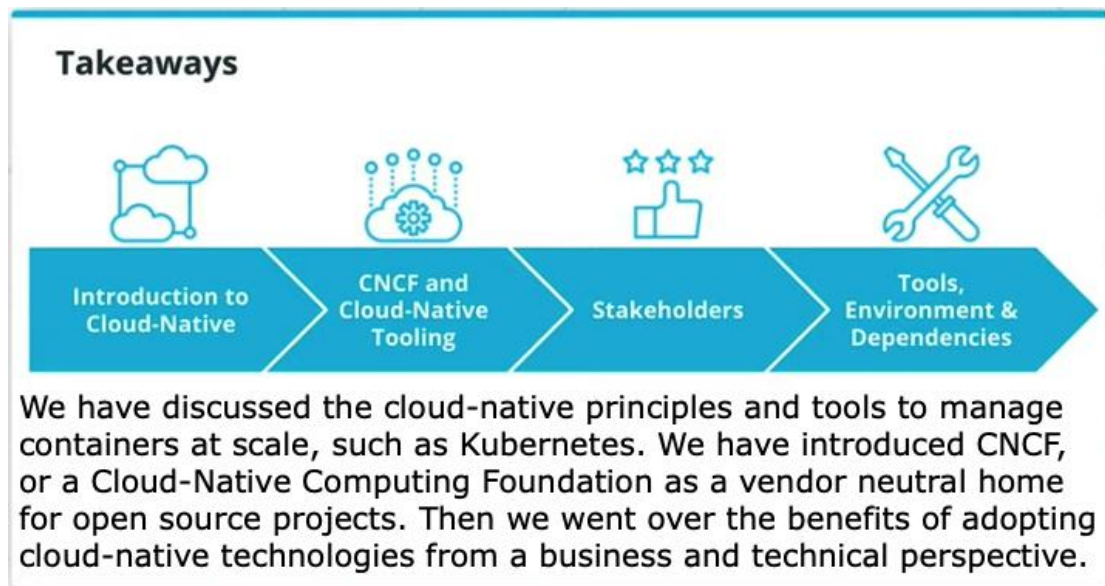 Takeaways
Introduction to
Cloud-Native
CNCF and
Cloud-Native
Tooling
Stakeholders
Tools,
Environment &
Dependencies
We have discussed the cloud-native principles and tools to manage
containers at scale, such as Kubernetes. We have introduced CNCF,
or a Cloud-Native Computing Foundation as a vendor neutral home
for open source projects. Then we went over the benefits of adopting
cloud-native technologies from a business and technical perspective.